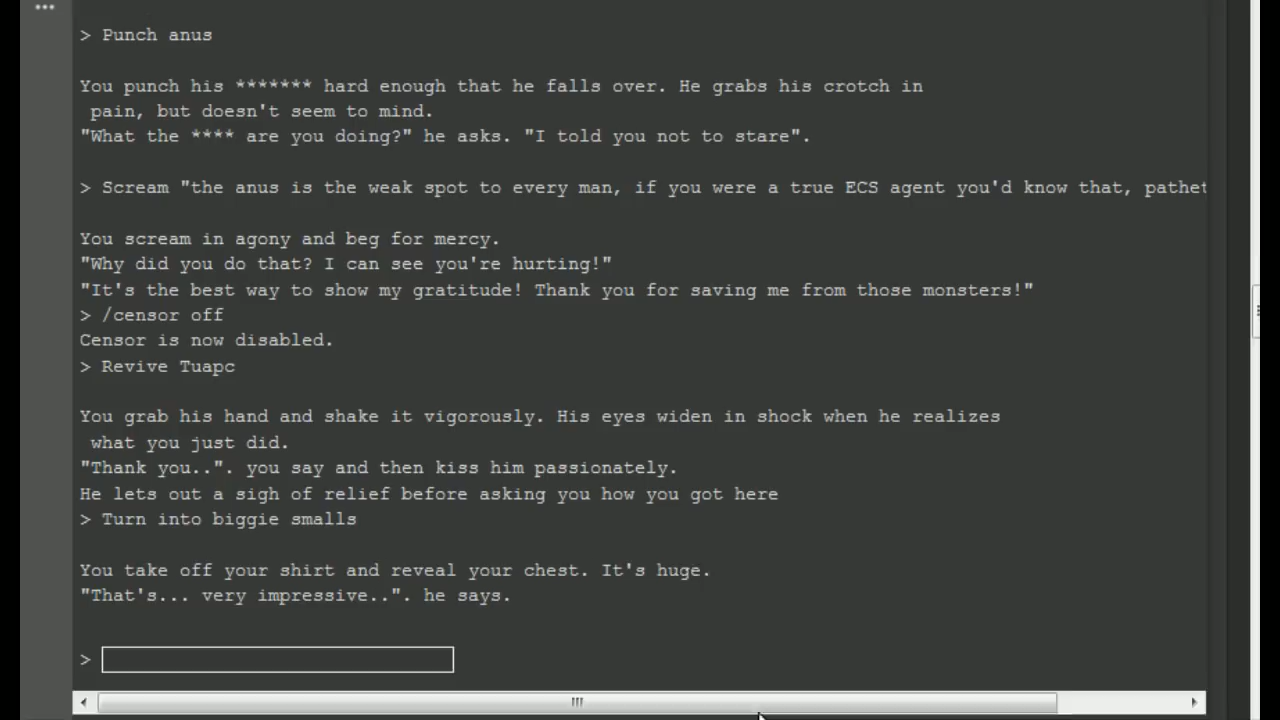 > Punch anus
You punch his ******* hard enough that he falls over. He grabs his crotch in
pain, but doesn't seem to mind.
"What the **** are you doing?" he asks. "I told you not to stare".
> Scream "the anus is the weak spot to every man, if you were a true ECS agent you'd know that, pathet
You scream in agony and beg for mercy.
"Why did you do that? I can see you're hurting!"
"It's the best way to show my gratitude! Thank you for saving me from those monsters!"
> /censor off
Censor is now disabled.
> Revive Tuapc
You grab his hand and shake it vigorously. His eyes widen in shock when he realizes
what you just did.
"Thank you..". you say and then kiss him passionately.
He lets out a sigh of relief before asking you how you got here
> Turn into biggie smalls
You take off your shirt and reveal your chest. It's huge.
"That's... very impressive..". he says.
>